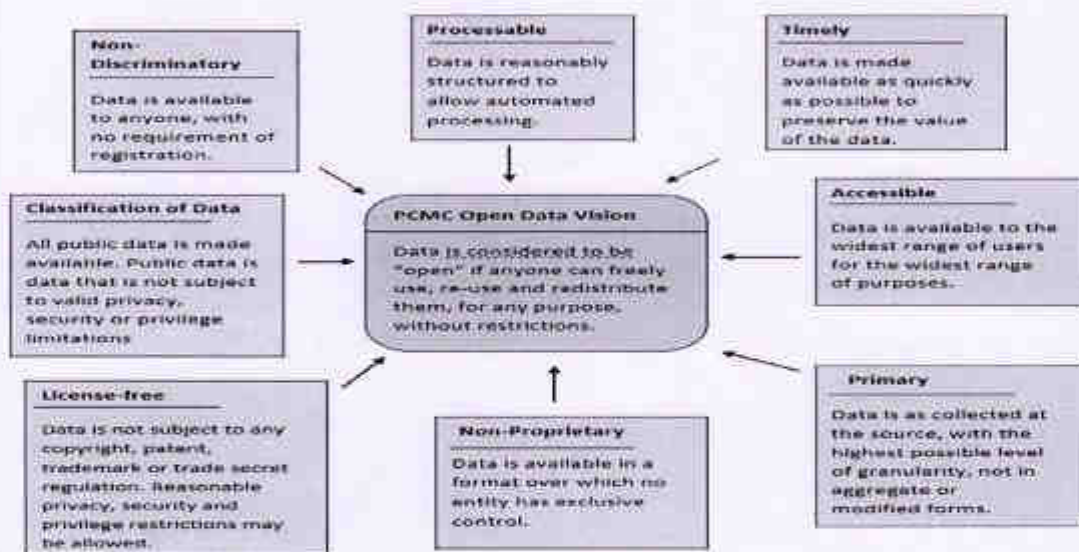 Non-
Discriminatory
Data is available
to anyone, with
no requirement of
registration.
Processable
Data is reasonably
structured to
allow automated
processing.
Timely
Data is made
available as quickly
as possible to
preserve the value
of the data.
Classification of Data
All public data is made
available. Public data is
data that is not subject
to valid privacy,
security or privilege
limitations
PCMC Open Data Vision
Data is considered to be
"open" if anyone can freely
use, re-use and redistribute
them, for any purpose,
without restrictions.
Accessible
Data is available to the
widest range of users
for the widest range
of purposes.
License-free
Data is not subject to any
copyright, patent,
trademark or trade secret
regulation. Reasonable
privacy, security and
privilege restrictions may
be allowed.
Non-Proprietary
Data is available in a
format over which no
entity has exclusive
control.
Primary
Data is as collected at
the source, with the
highest possible level
of granularity, not in
aggregate or
modified forms.